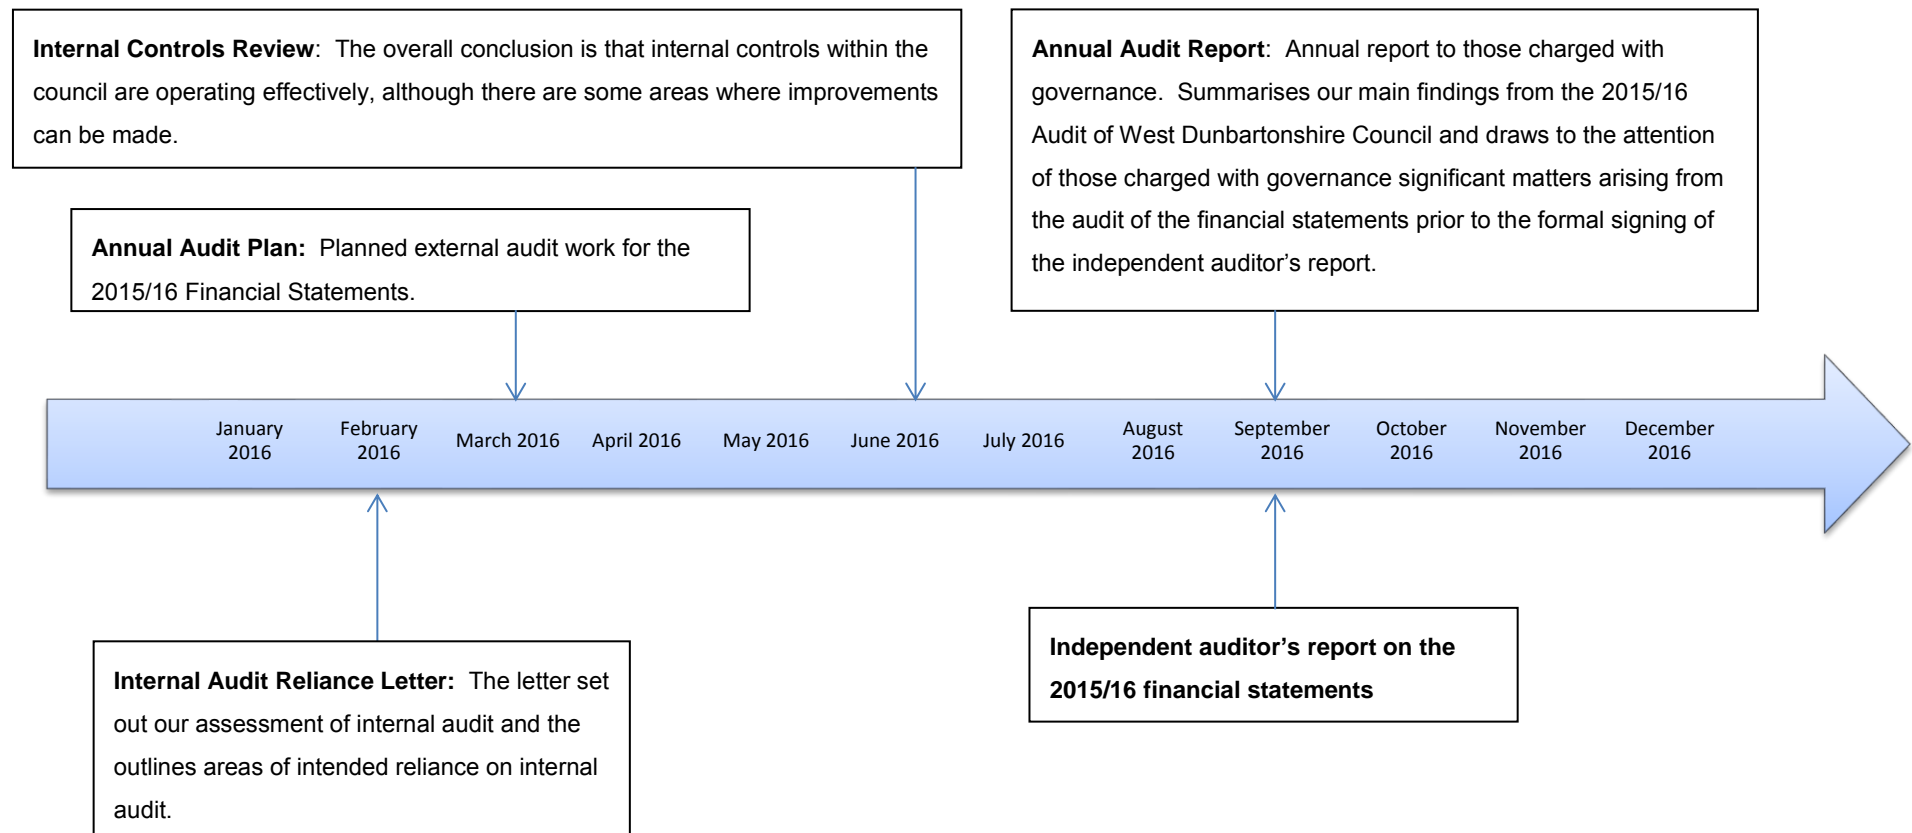 Internal Controls Review:  The overall conclusion is that internal controls within the
council are operating effectively, although there are some areas where improvements
can be made.
Annual Audit Report:  Annual report to those charged with
governance.  Summarises our main findings from the 2015/16
Audit of West Dunbartonshire Council and draws to the attention
of those charged with governance significant matters arising from
the audit of the financial statements prior to the formal signing of
the independent auditor’s report.
Annual Audit Plan:  Planned external audit work for the
2015/16 Financial Statements.
January
2016
February
2016
March 2016
April 2016
May 2016
June 2016
July 2016
August
2016
September
2016
October
2016
November
2016
December
2016
Internal Audit Reliance Letter:  The letter set
out our assessment of internal audit and the
outlines areas of intended reliance on internal
audit.
Independent auditor’s report on the
2015/16 financial statements